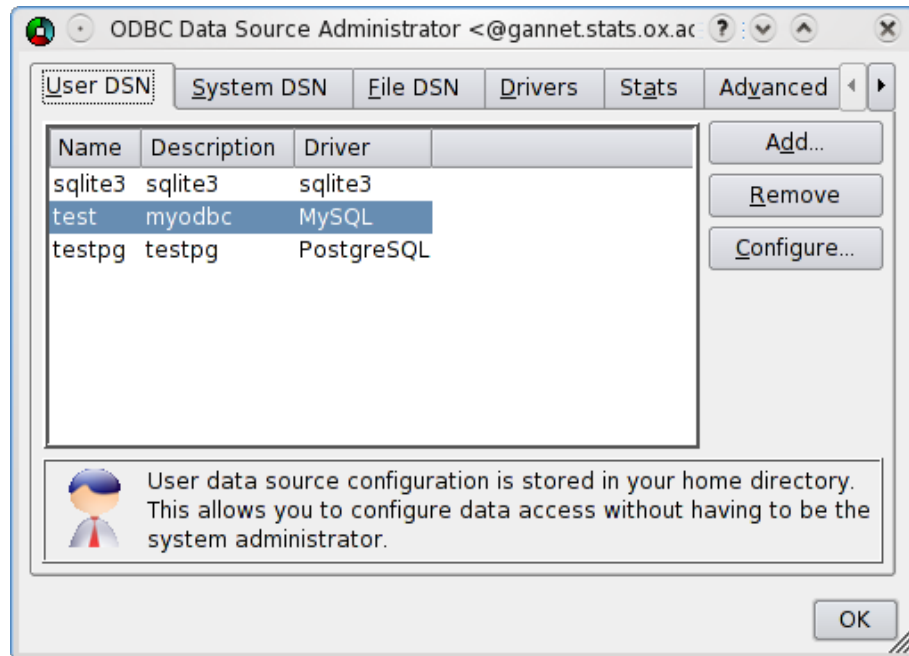 ODBC Data Source Administrator <@gannet.stats.ox.ac
User DSN System DSN File DSN Drivers Stats Advanced
Name Description Driver
sqlite3 sqlite3 sqlite3
test myodbc MySQL
testpg testpg PostgreSQL
Add...
Remove
Configure...
User data source configuration is stored in your home directory.
This allows you to configure data access without having to be the
system administrator.
OK